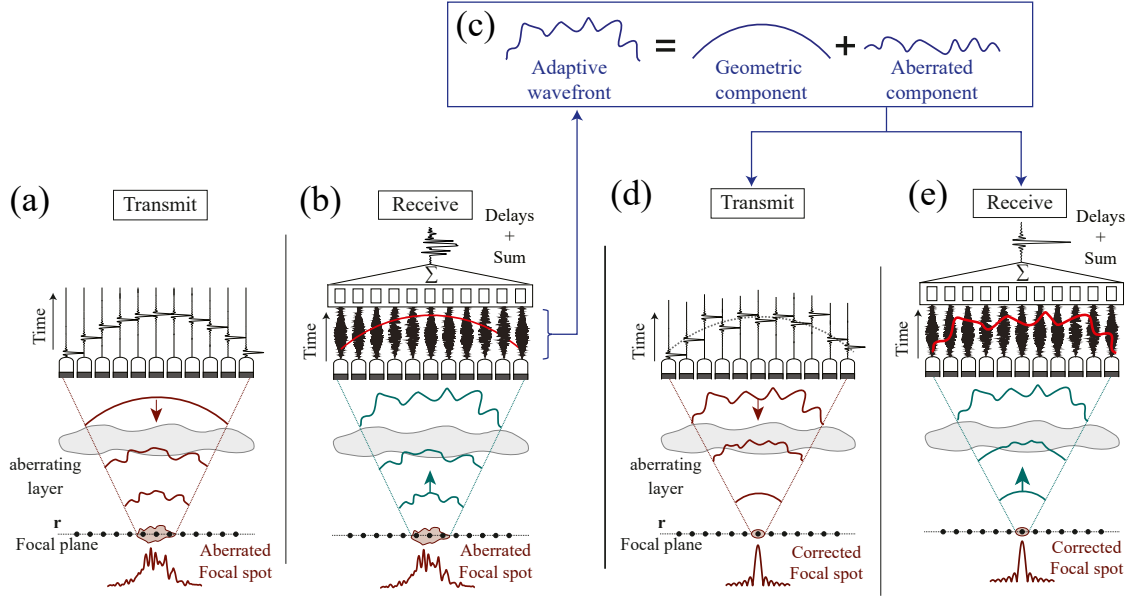 (c)
=
+
Adaptive
wavefront
Geometric
component
Aberrated
component
(a)
Transmit
(b)
Receive
Delays
+
Sum
Σ
(d)
Transmit
(e)
Receive
Delays
+
Sum
Σ
Time
Time
Time
Time
aberrating
layer
aberrating
layer
r
Focal plane
r
Focal plane
Aberrated
Focal spot
Aberrated
Focal spot
Corrected
Focal spot
Corrected
Focal spot